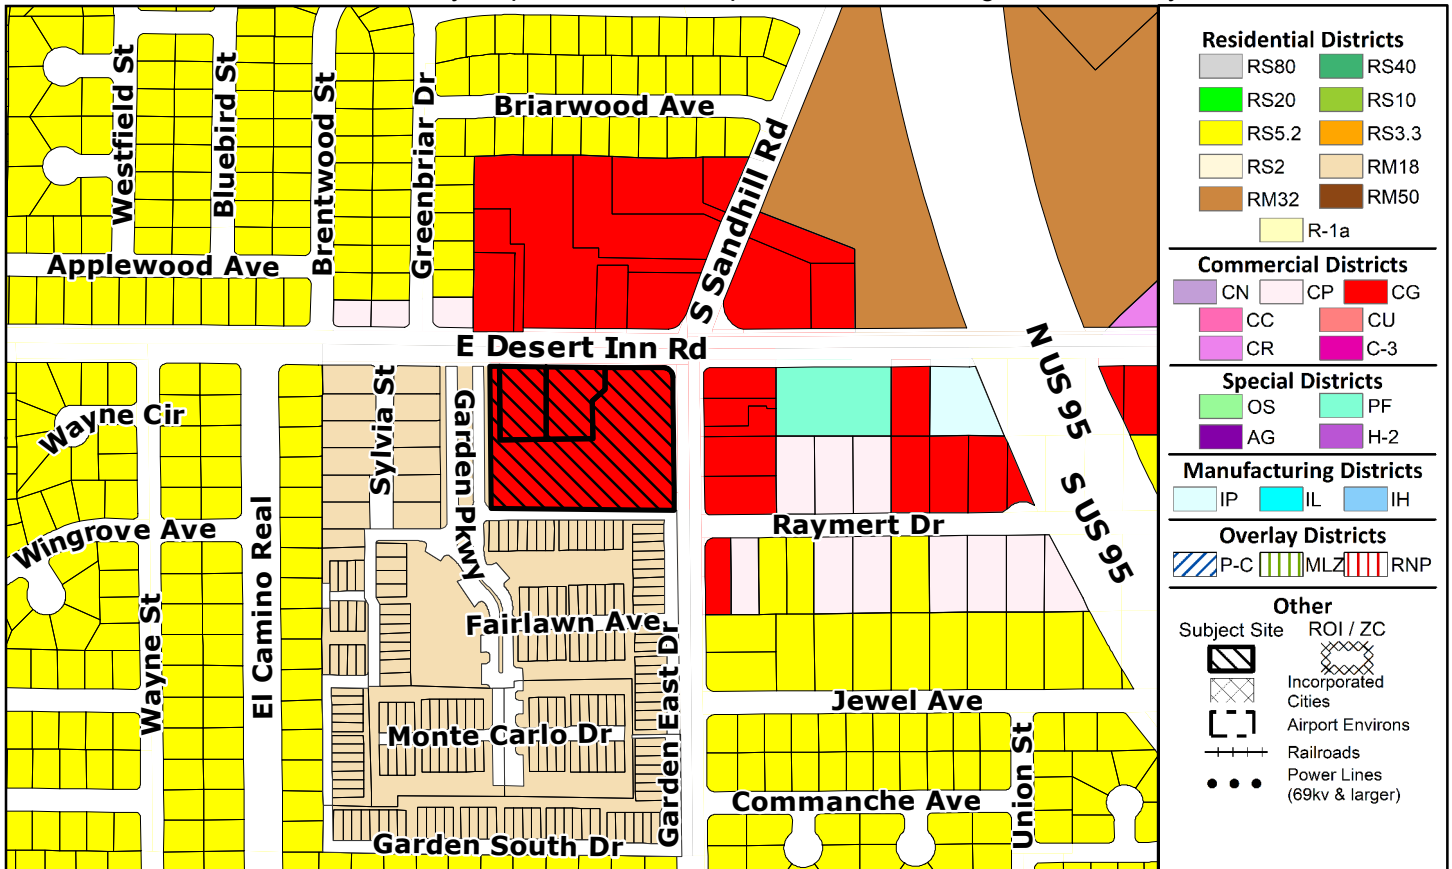 Westfield St
Bluebird St
Brentwood St
Greenbriar Dr
Briarwood Ave
S Sandhill Rd
Applewood Ave
E Desert Inn Rd
N US 95
S US 95
Wayne Cir
Sylvia St
Garden Pkwy
Wingrove Ave
El Camino Real
Wayne St
Raymert Dr
Fairlawn Ave
Garden East Dr
Jewel Ave
Monte Carlo Dr
Union St
Commanche Ave
Garden South Dr
Residential Districts
RS80 RS40
RS20 RS10
RS5.2 RS3.3
RS2 RM18
RM32 RM50
R-1a
Commercial Districts
CN CP CG
CC CU
CR C-3
Special Districts
OS PF
AG H-2
Manufacturing Districts
IP IL IH
Overlay Districts
P-C MLZ RNP
Other
Subject Site ROI / ZC
Incorporated
Cities
Airport Environs
Railroads
Power Lines
(69kv & larger)